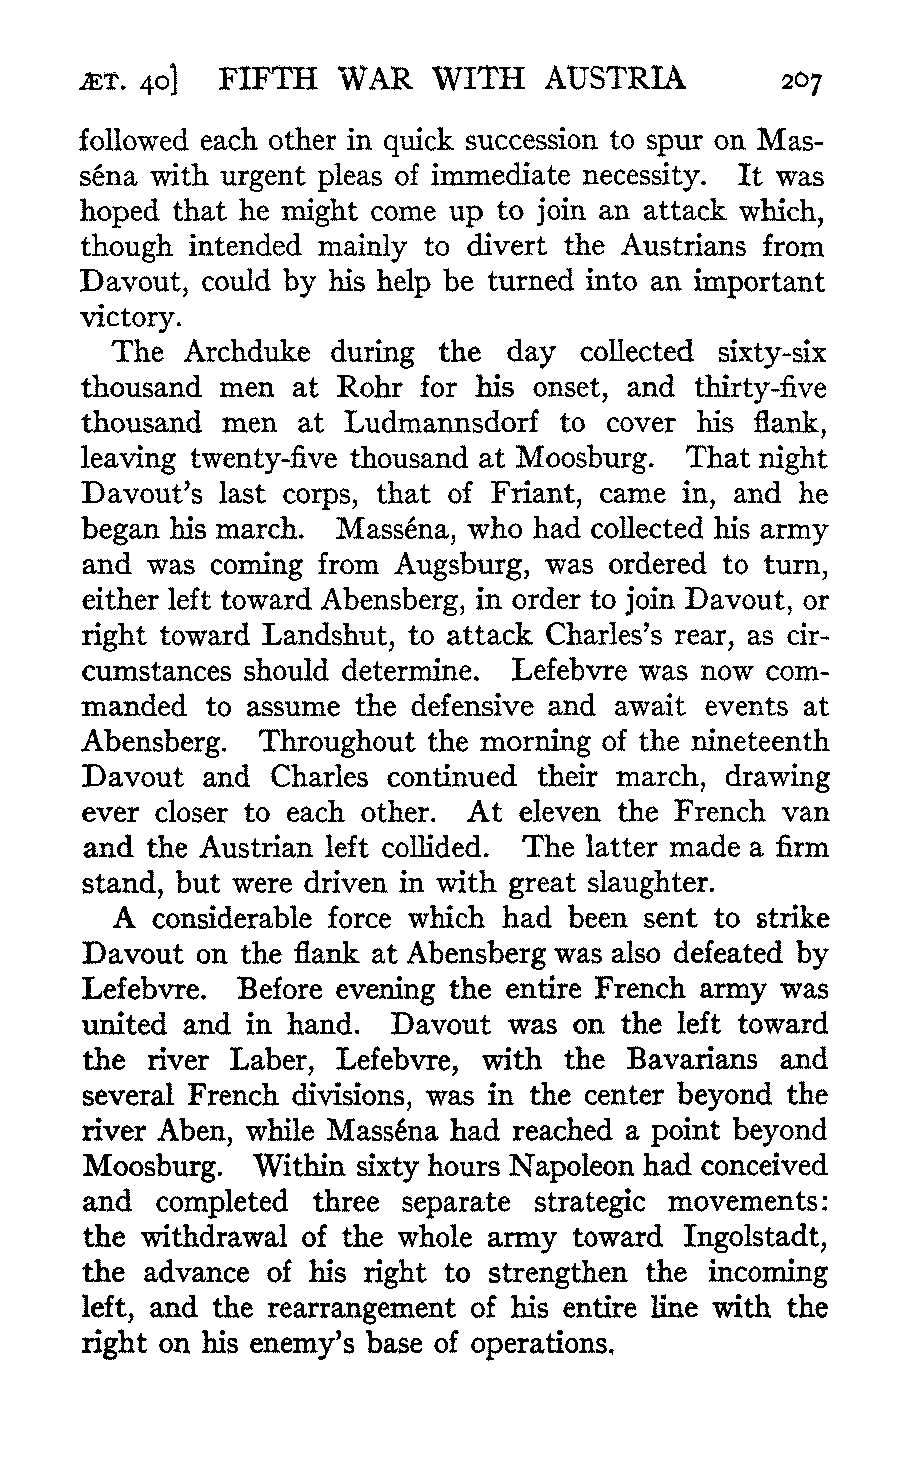 ÆT. 40] FIFTH WAR WITH AUSTRIA 207
followed each other in quick succession to spur on Mas-
séna with urgent pleas of immediate necessity. It was
hoped that he might come up to join an attack which,
though intended mainly to divert the Austrians from
Davout, could by his help be turned into an important
victory.
The Archduke during the day collected sixty-six
thousand men at Rohr for his onset, and thirty-five
thousand men at Ludmannsdorf to cover his flank,
leaving twenty-five thousand at Moosburg. That night
Davout's last corps, that of Friant, came in, and he
began his march. Masséna, who had collected his army
and was coming from Augsburg, was ordered to turn,
either left toward Abensberg, in order to join Davout, or
right toward Landshut, to attack Charles's rear, as cir-
cumstances should determine. Lefebvre was now com-
manded to assume the defensive and await events at
Abensberg. Throughout the morning of the nineteenth
Davout and Charles continued their march, drawing
ever closer to each other. At eleven the French van
and the Austrian left collided. The latter made a firm
stand, but were driven in with great slaughter.
A considerable force which had been sent to strike
Davout on the flank at Abensberg was also defeated by
Lefebvre. Before evening the entire French army was
united and in hand. Davout was on the left toward
the river Laber, Lefebvre, with the Bavarians and
several French divisions, was in the center beyond the
river Aben, while Masséna had reached a point beyond
Moosburg. Within sixty hours Napoleon had conceived
and completed three separate strategic movements:
the withdrawal of the whole army toward Ingolstadt,
the advance of his right to strengthen the incoming
left, and the rearrangement of his entire line with the
right on his enemy's base of operations.